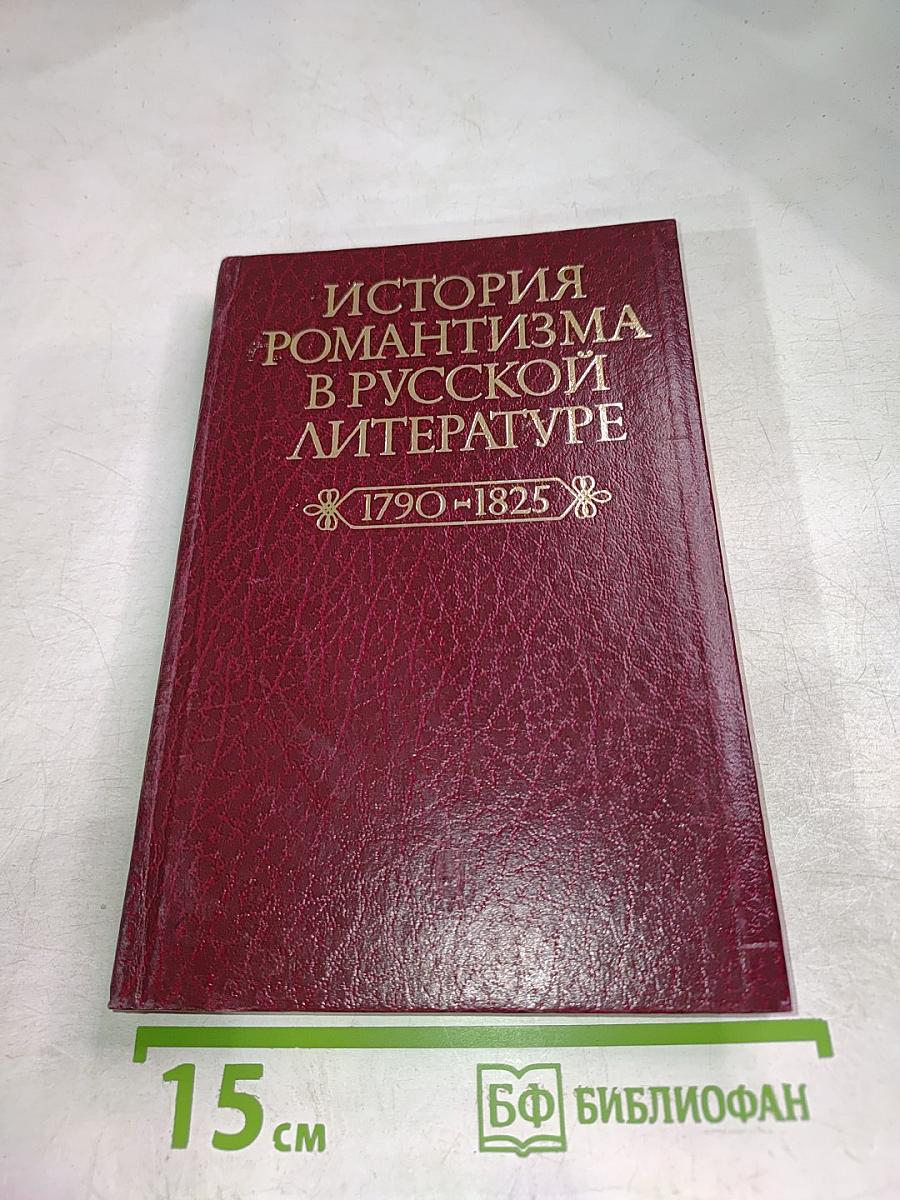 ИСТОРИЯ
РОМАНТИЗМА
В РУССКОЙ
ЛИТЕРАТУРЕ
1790-1825
15 см
БФ БИБЛИОФАН